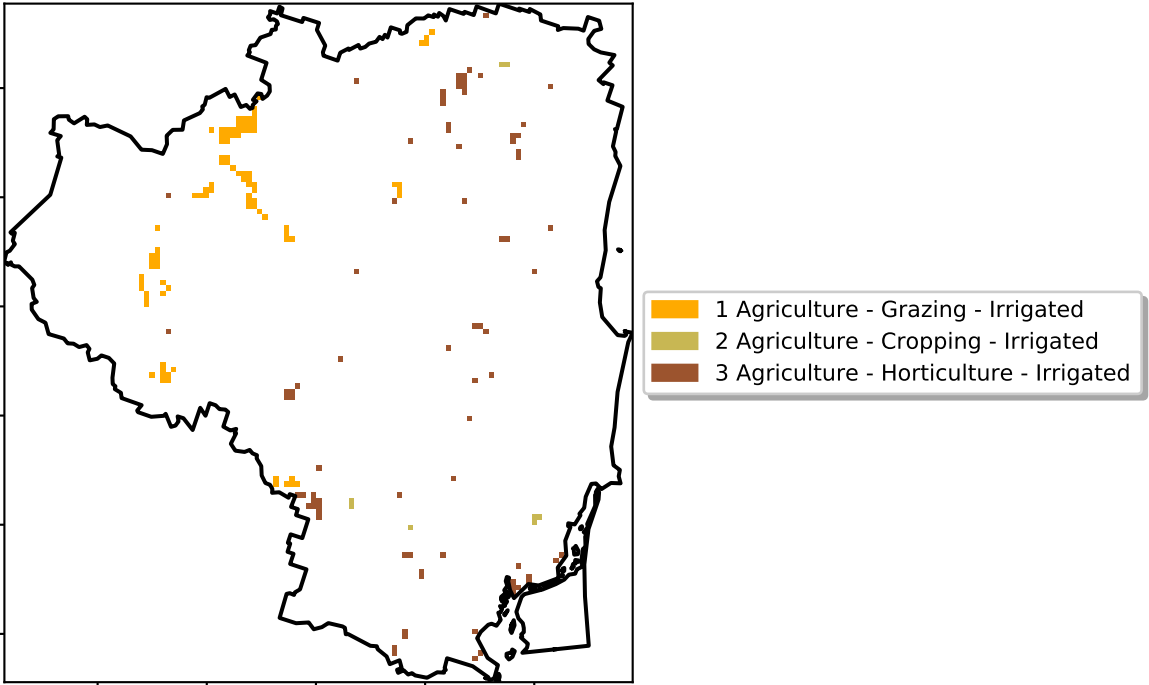 1 Agriculture - Grazing - Irrigated
2 Agriculture - Cropping - Irrigated
3 Agriculture - Horticulture - Irrigated